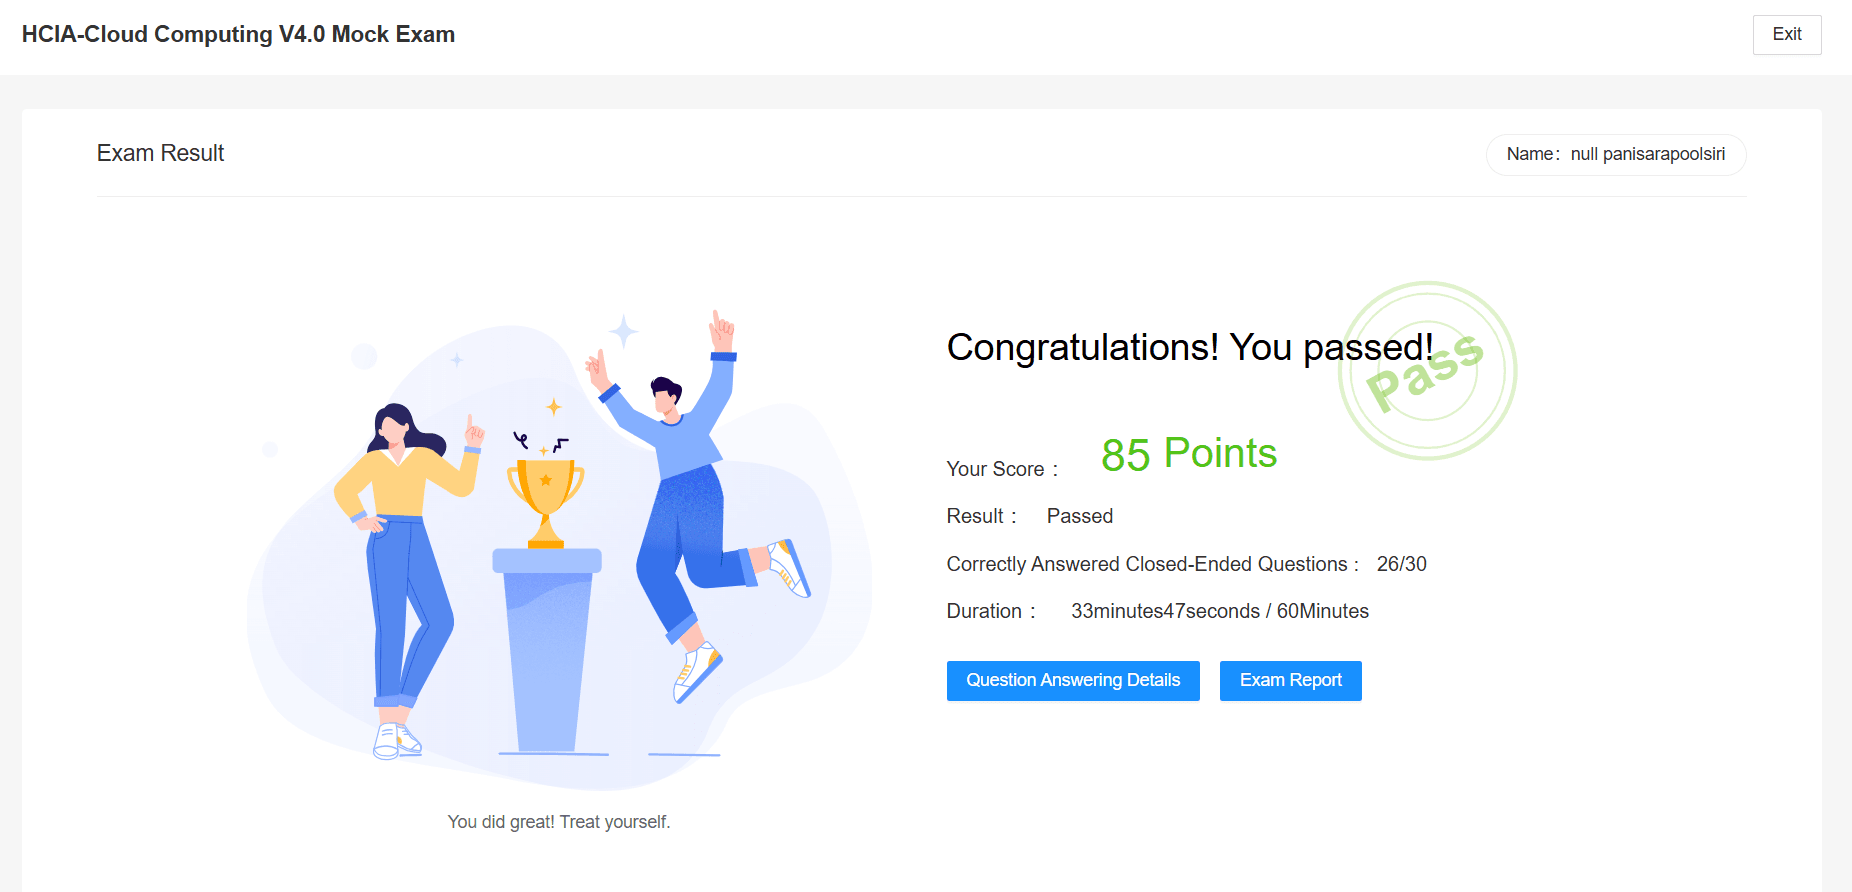 HCIA-Cloud Computing V4.0 Mock Exam
Exit
Exam Result
Name：null panisarapoolsiri
Congratulations! You passed!
Pass
Your Score： 85 Points
Result： Passed
Correctly Answered Closed-Ended Questions： 26/30
Duration： 33minutes47seconds / 60Minutes
Question Answering Details
Exam Report
You did great! Treat yourself.